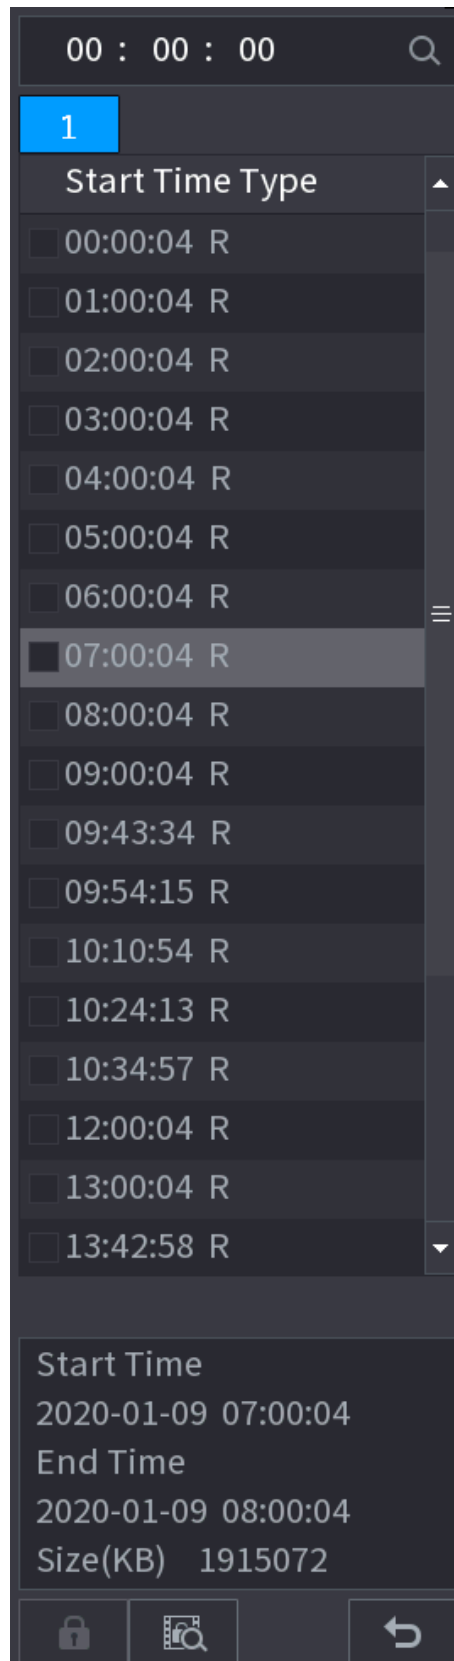 00 : 00 : 00
1
Start Time Type
00:00:04 R
01:00:04 R
02:00:04 R
03:00:04 R
04:00:04 R
05:00:04 R
06:00:04 R
07:00:04 R
08:00:04 R
09:00:04 R
09:43:34 R
09:54:15 R
10:10:54 R
10:24:13 R
10:34:57 R
12:00:04 R
13:00:04 R
13:42:58 R
Start Time
2020-01-09 07:00:04
End Time
2020-01-09 08:00:04
Size(KB) 1915072